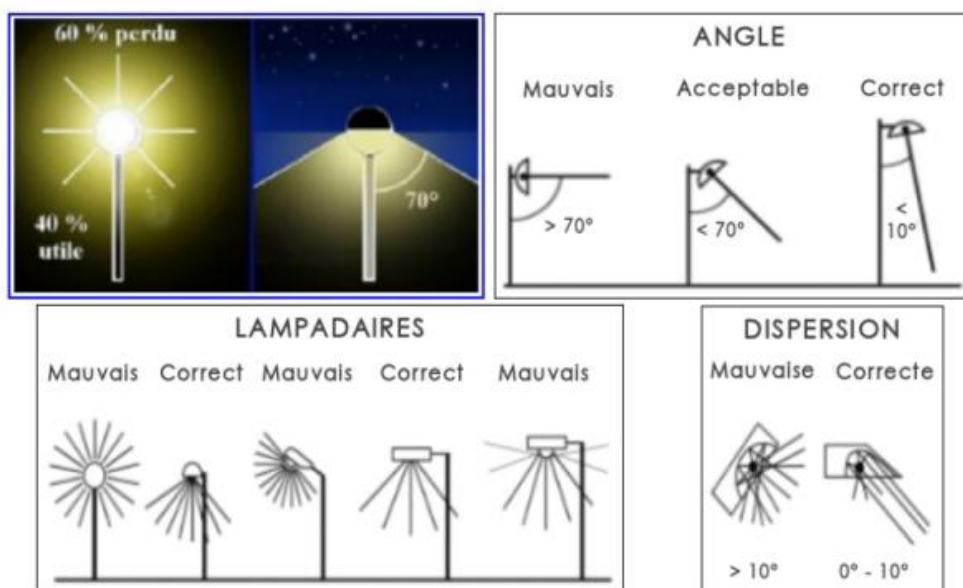 60 % perdu
40 %
utile
70°
ANGLE
Mauvais Acceptable Correct
> 70° < 70° < 10°
LAMPADAIRES
Mauvais Correct Mauvais Correct Mauvais
DISPERSION
Mauvaise Correcte
> 10° 0° - 10°